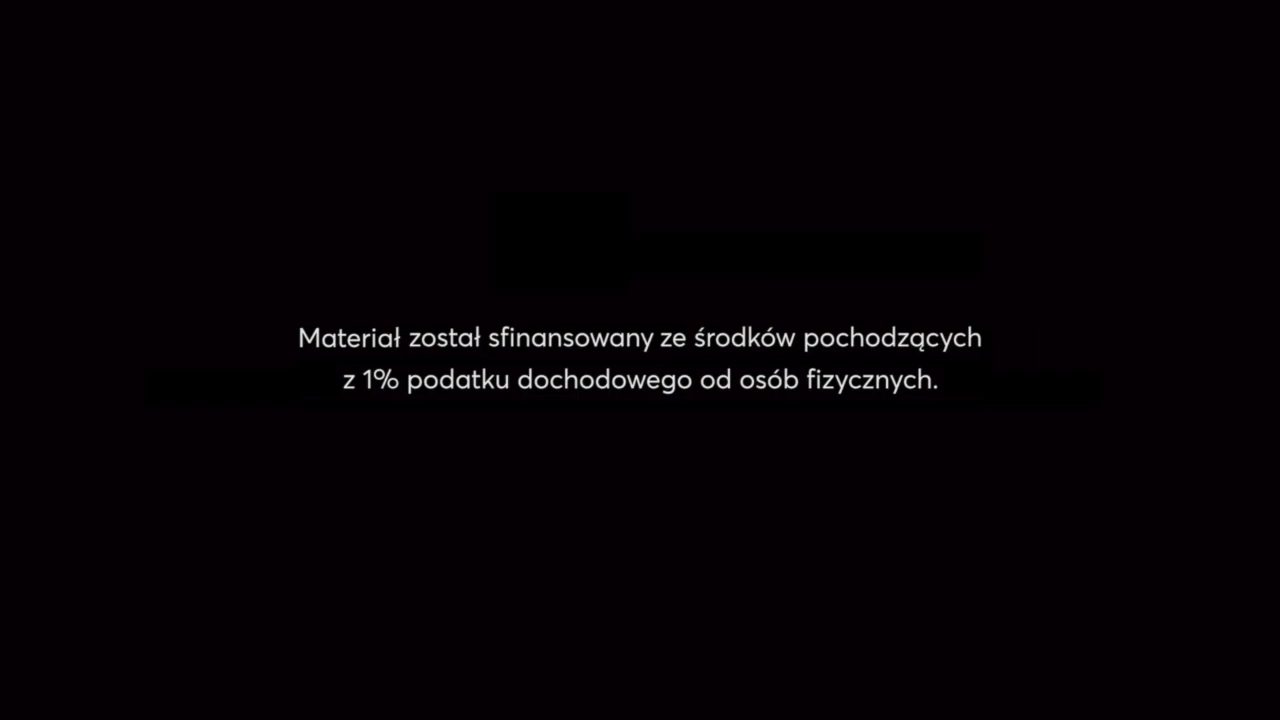 Materiał został sfinansowany ze środków pochodzących
z 1% podatku dochodowego od osób fizycznych.